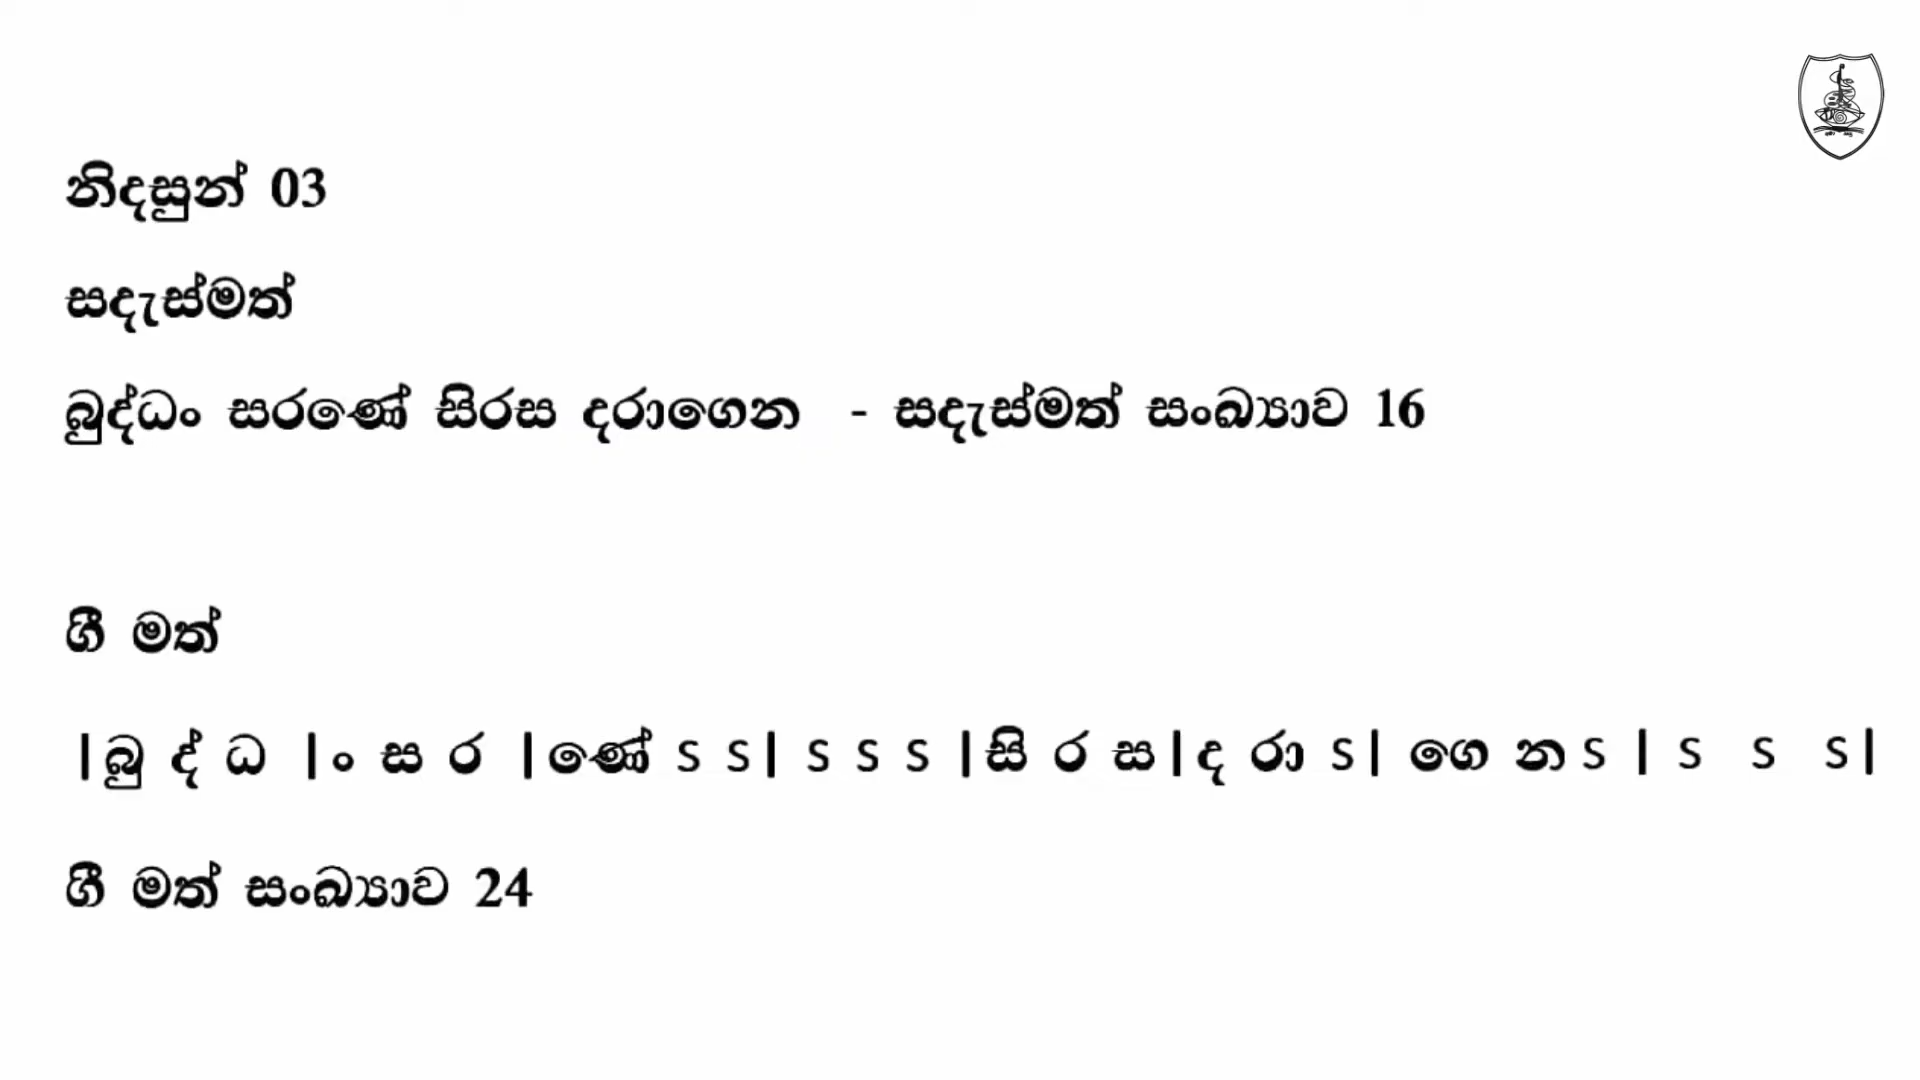 නිදසුන් 03
සදැස්මත්
බුද්ධං සරණේ සිරස දරාගෙන - සදැස්මත් සංඛ්‍යාව 16
ගී මත්
|බු ද් ධ |ං ස ර |ණේ S S| S S S |සි ර ස|ද රා S| ගෙ න S | S S S|
ගී මත් සංඛ්‍යාව 24